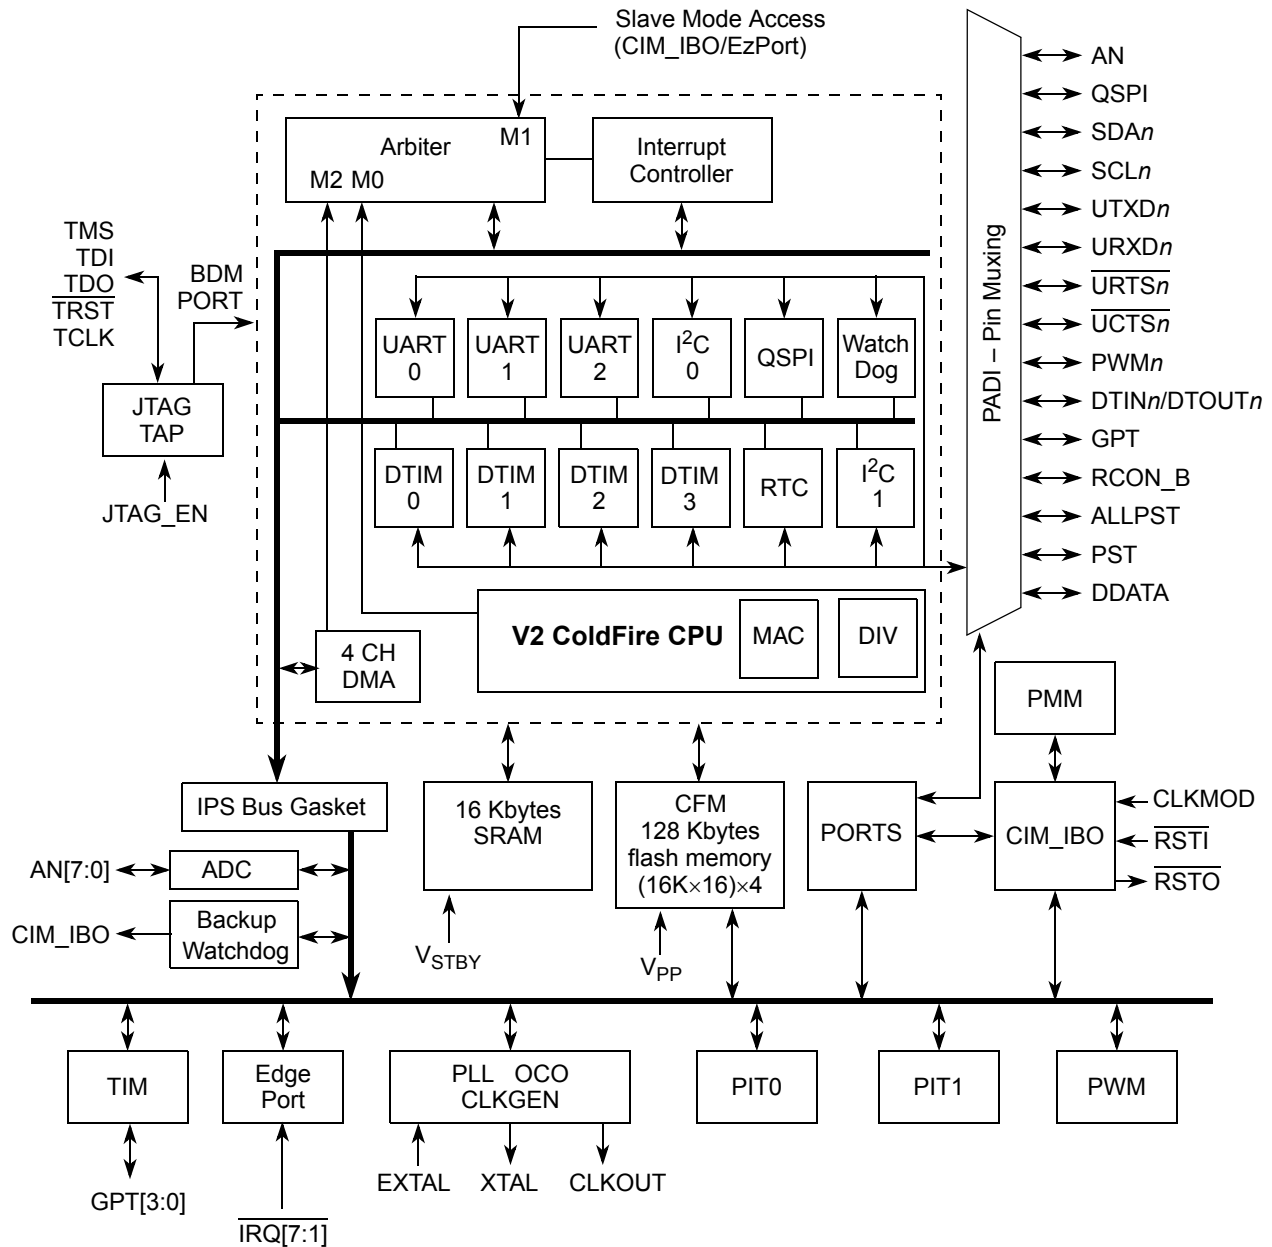 Slave Mode Access
(CIM_IBO/EzPort)
Arbiter
M1
M2 M0
Interrupt
Controller
TMS
TDI
TDO
TRST
TCLK
BDM
PORT
JTAG
TAP
JTAG_EN
UART
0
UART
1
UART
2
I²C
0
QSPI
Watch
Dog
DTIM
0
DTIM
1
DTIM
2
DTIM
3
RTC
I²C
1
V2 ColdFire CPU
MAC
DIV
4 CH
DMA
PADI – Pin Muxing
AN
QSPI
SDAn
SCLn
UTXDn
URXDn
URTSn
UCTSn
PWMn
DTINn/DTOUTn
GPT
RCON_B
ALLPST
PST
DDATA
PMM
IPS Bus Gasket
16 Kbytes
SRAM
CFM
128 Kbytes
flash memory
(16K×16)×4
PORTS
CIM_IBO
CLKMOD
RSTI
RSTO
AN[7:0]
ADC
CIM_IBO
Backup
Watchdog
VSTBY
VPP
TIM
Edge
Port
PLL OCO
CLKGEN
PIT0
PIT1
PWM
GPT[3:0]
IRQ[7:1]
EXTAL
XTAL
CLKOUT